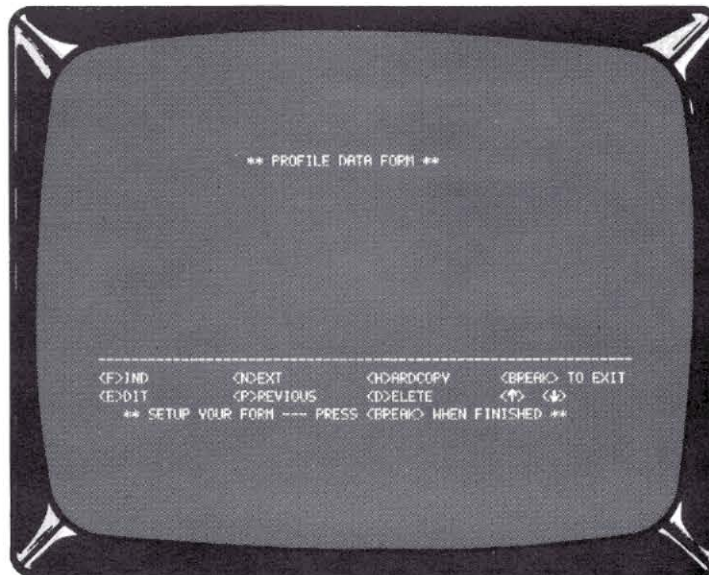 ** PROFILE DATA FORM **
------------------------------------------------------------
<F>IND <N>EXT <H>ARDCOPY <BREAK> TO EXIT
<E>DIT <P>REVIOUS <D>ELETE <↑> <↓>
** SETUP YOUR FORM --- PRESS <BREAK> WHEN FINISHED **